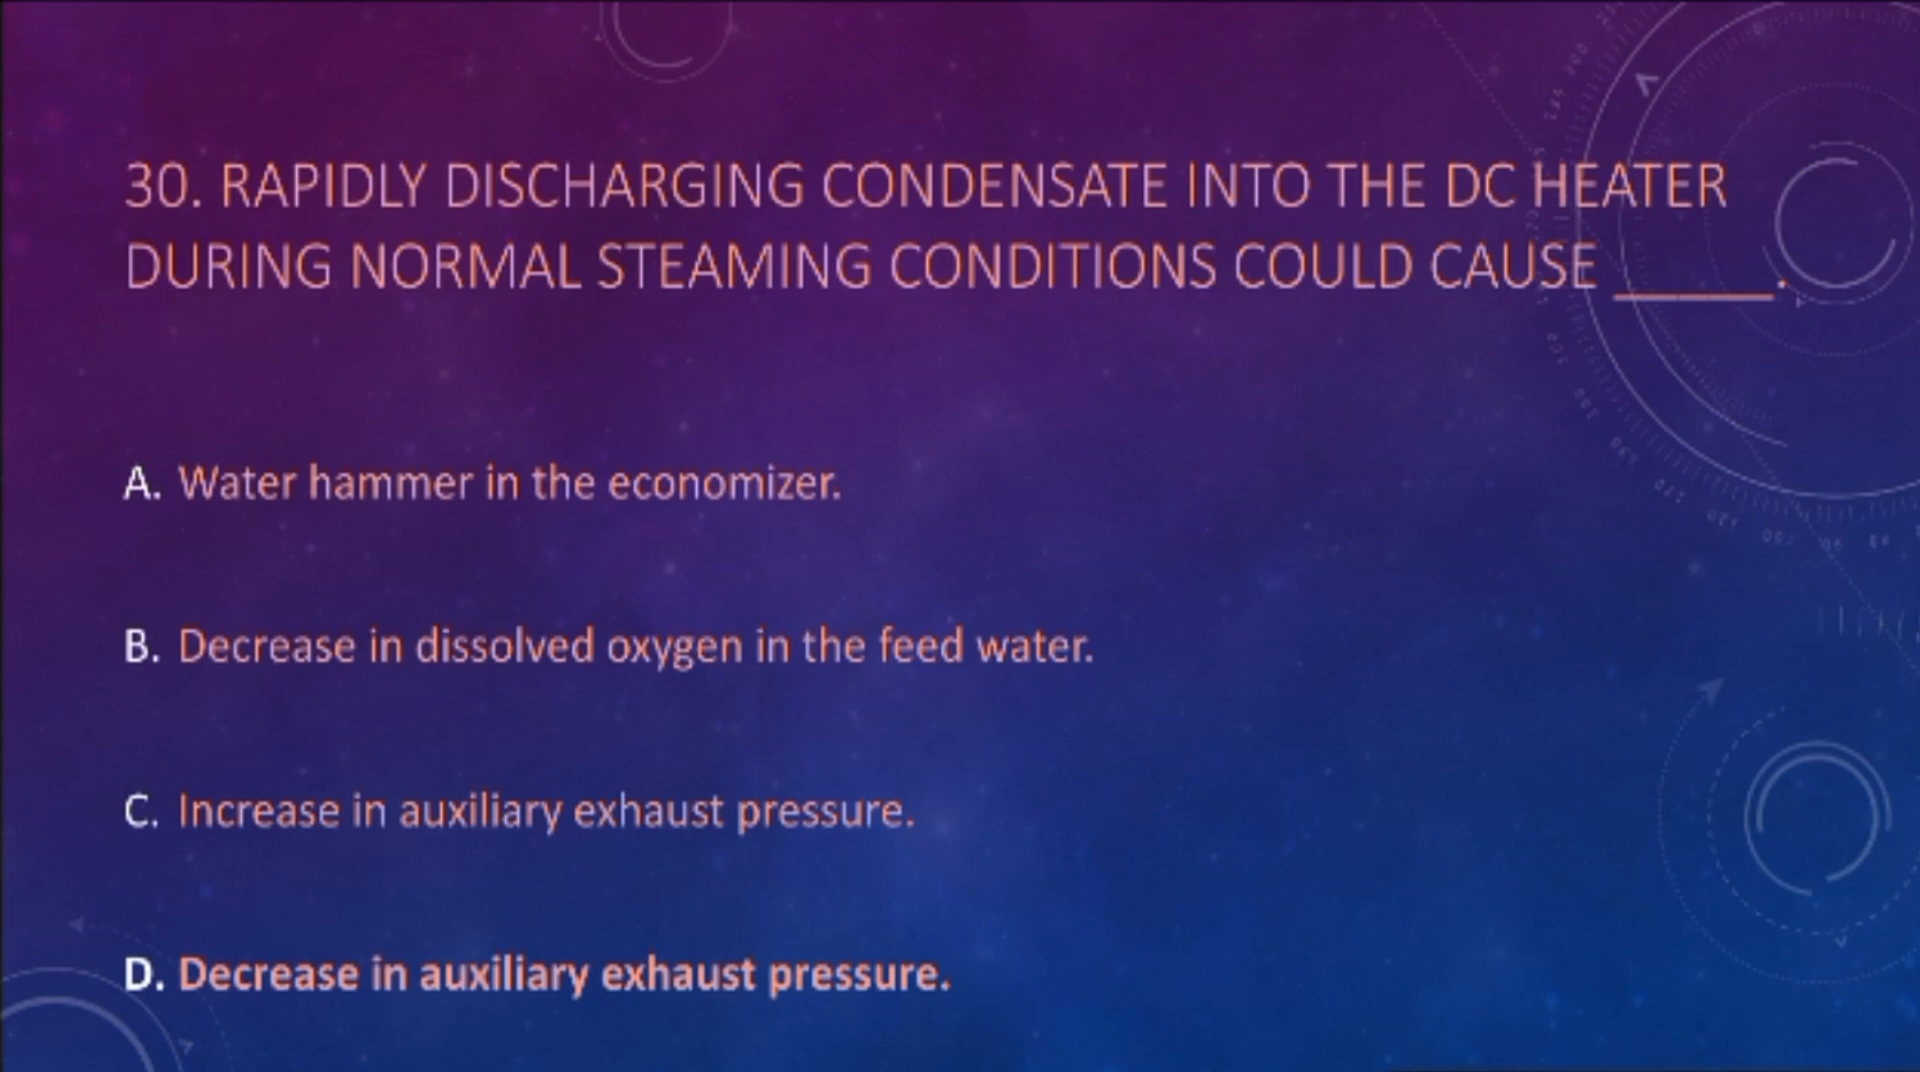 30. RAPIDLY DISCHARGING CONDENSATE INTO THE DC HEATER
DURING NORMAL STEAMING CONDITIONS COULD CAUSE ______.
A. Water hammer in the economizer.
B. Decrease in dissolved oxygen in the feed water.
C. Increase in auxiliary exhaust pressure.
D. Decrease in auxiliary exhaust pressure.